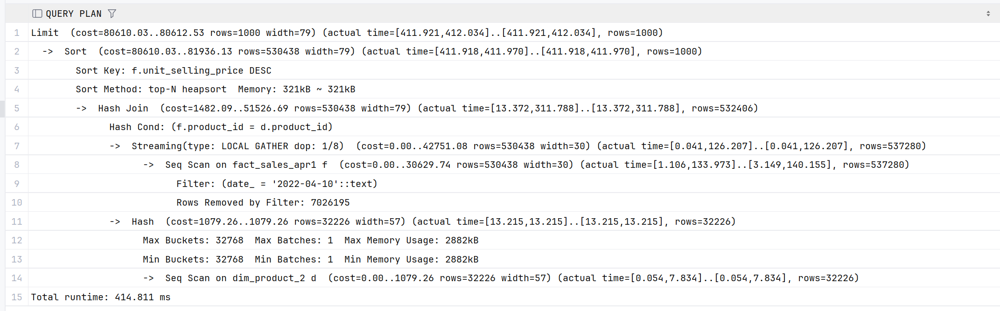 QUERY PLAN
1 Limit  (cost=80610.03..80612.53 rows=1000 width=79) (actual time=[411.921,412.034]..[411.921,412.034], rows=1000)
2   ->  Sort  (cost=80610.03..81936.13 rows=530438 width=79) (actual time=[411.918,411.970]..[411.918,411.970], rows=1000)
3         Sort Key: f.unit_selling_price DESC
4         Sort Method: top-N heapsort  Memory: 321kB ~ 321kB
5         ->  Hash Join  (cost=1482.09..51526.69 rows=530438 width=79) (actual time=[13.372,311.788]..[13.372,311.788], rows=532406)
6               Hash Cond: (f.product_id = d.product_id)
7               ->  Streaming(type: LOCAL GATHER dop: 1/8)  (cost=0.00..42751.08 rows=530438 width=30) (actual time=[0.041,126.207]..[0.041,126.207], rows=537280)
8                     ->  Seq Scan on fact_sales_apr1 f  (cost=0.00..30629.74 rows=530438 width=30) (actual time=[1.106,133.973]..[3.149,140.155], rows=537280)
9                           Filter: (date_ = '2022-04-10'::text)
10                           Rows Removed by Filter: 7026195
11               ->  Hash  (cost=1079.26..1079.26 rows=32226 width=57) (actual time=[13.215,13.215]..[13.215,13.215], rows=32226)
12                     Max Buckets: 32768  Max Batches: 1  Max Memory Usage: 2882kB
13                     Min Buckets: 32768  Min Batches: 1  Min Memory Usage: 2882kB
14                     ->  Seq Scan on dim_product_2 d  (cost=0.00..1079.26 rows=32226 width=57) (actual time=[0.054,7.834]..[0.054,7.834], rows=32226)
15 Total runtime: 414.811 ms